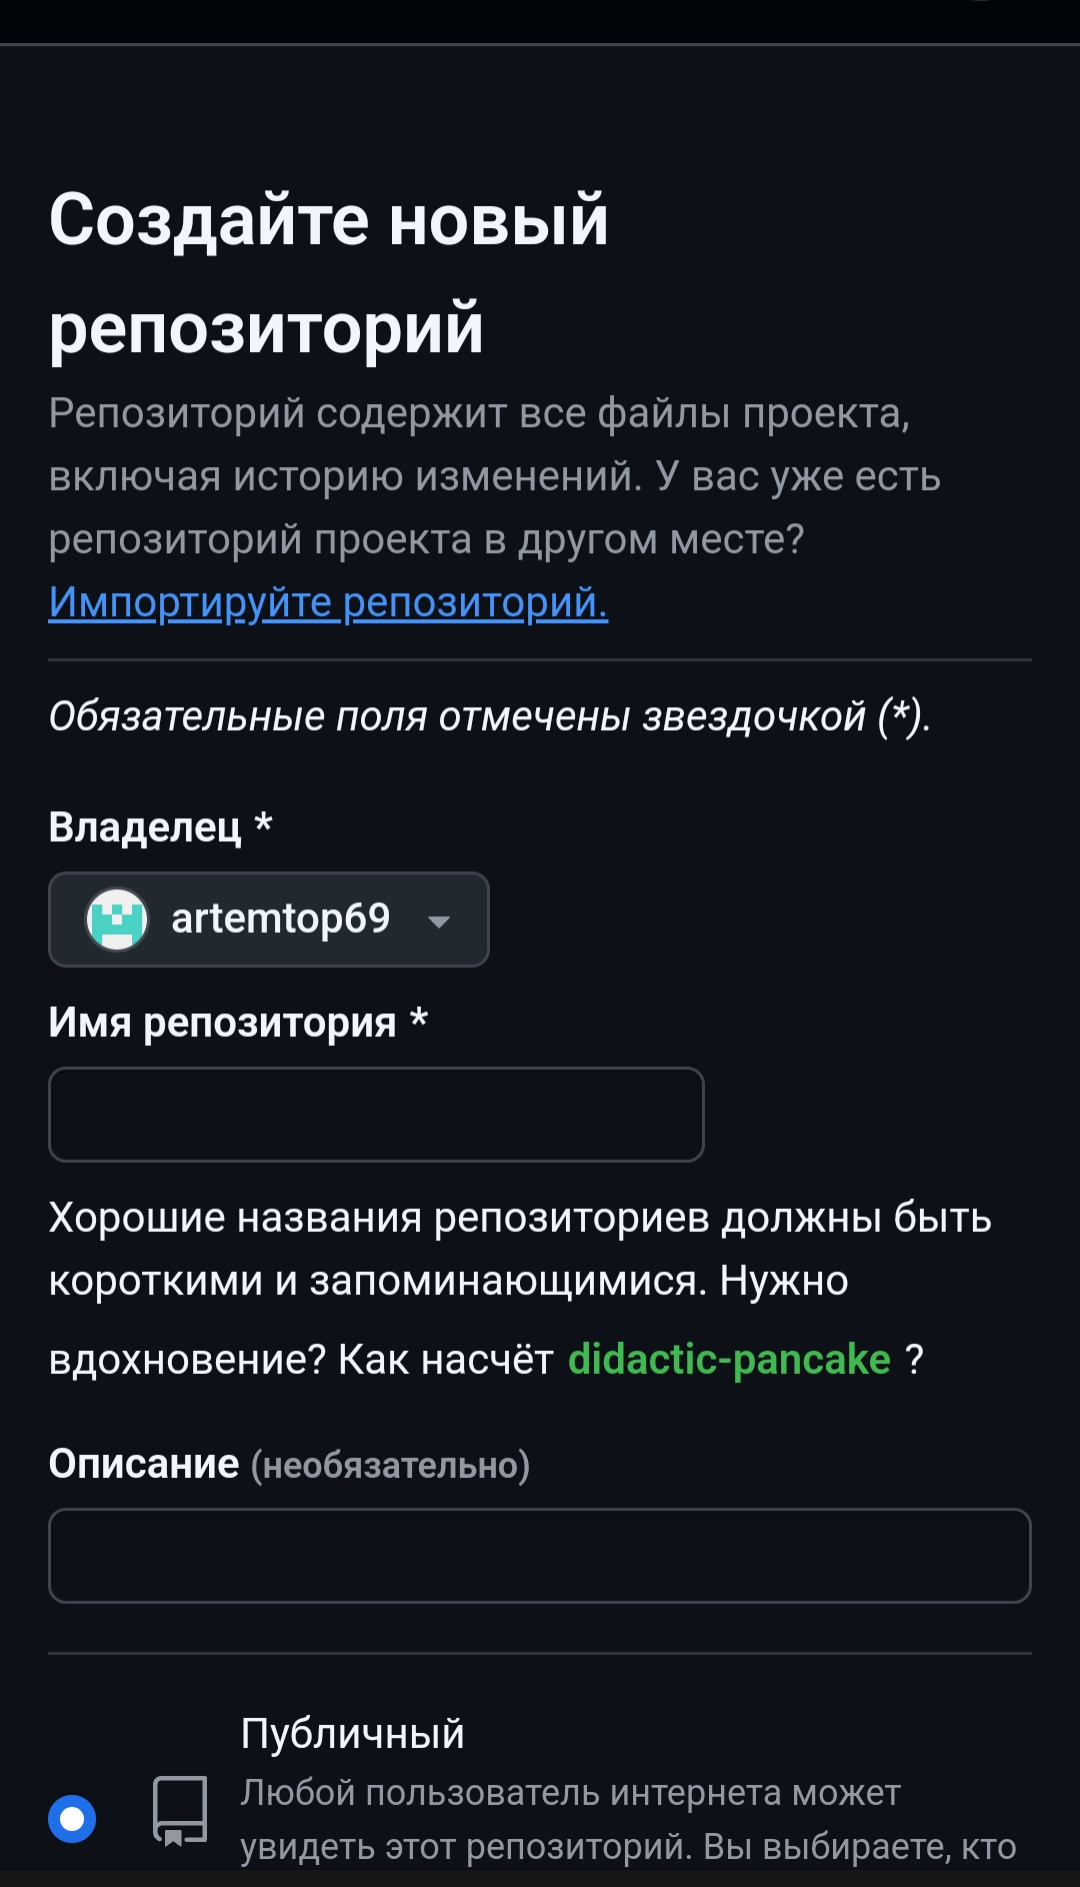 Создайте новый
репозиторий
Репозиторий содержит все файлы проекта,
включая историю изменений. У вас уже есть
репозиторий проекта в другом месте?
Импортируйте репозиторий.
Обязательные поля отмечены звездочкой (*).
Владелец *
artemtop69
Имя репозитория *
Хорошие названия репозиториев должны быть
короткими и запоминающимися. Нужно
вдохновение? Как насчёт didactic-pancake ?
Описание (необязательно)
Публичный
Любой пользователь интернета может
увидеть этот репозиторий. Вы выбираете, кто